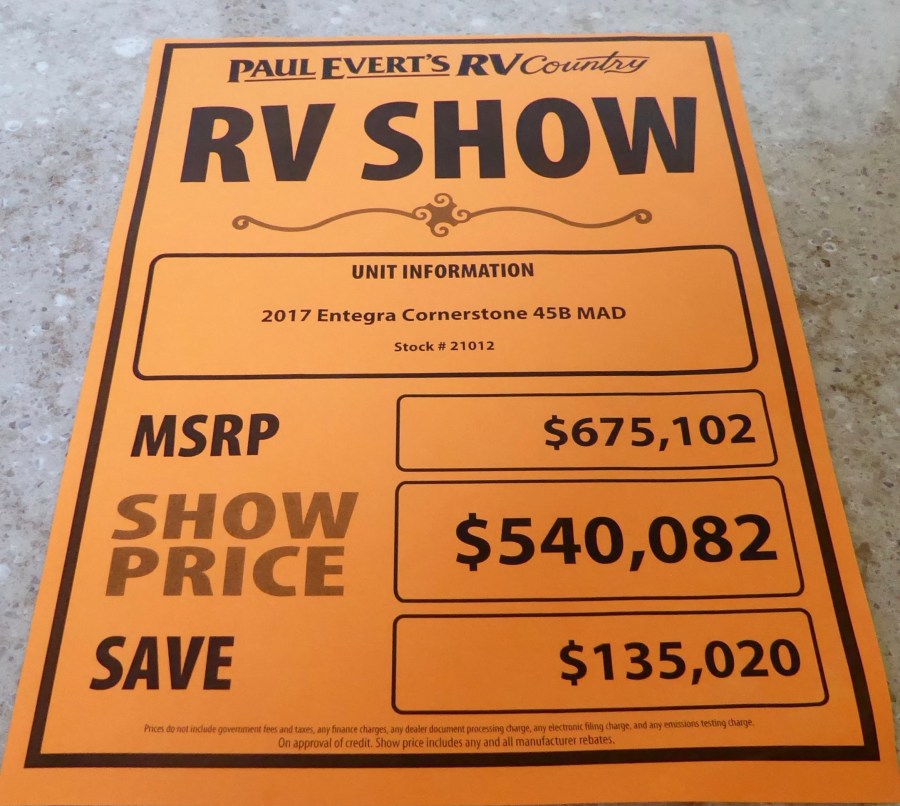 PAUL EVERT'S RV Country
RV SHOW
UNIT INFORMATION
2017 Entegra Cornerstone 45B MAD
Stock # 21012
MSRP $675,102
SHOW PRICE $540,082
SAVE $135,020
Prices do not include government fees and taxes, any finance charges, any dealer document processing charge, any electronic filing charge, and any emissions testing charge.
On approval of credit. Show price includes any and all manufacturer rebates.